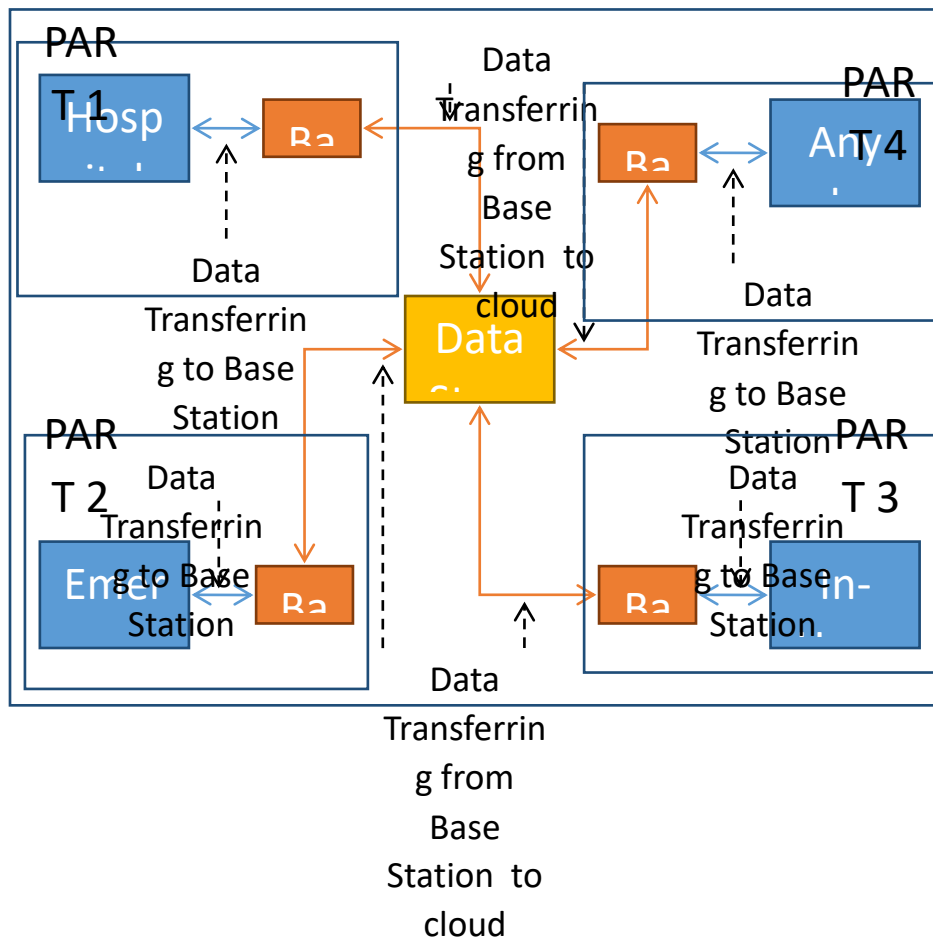 PAR
T 1
Hosp
Ba
Data
Transferrin
g to Base
Station
Data
Transferrin
g from
Base
Station to
cloud
PAR
T 4
Ba
Any
Data
Transferrin
g to Base
Station
Data
PAR
T 2
Emer
Ba
Data
Transferrin
g to Base
Station
PAR
T 3
Ba
In-
Data
Transferrin
g to Base
Station
Data
Transferrin
g from
Base
Station to
cloud